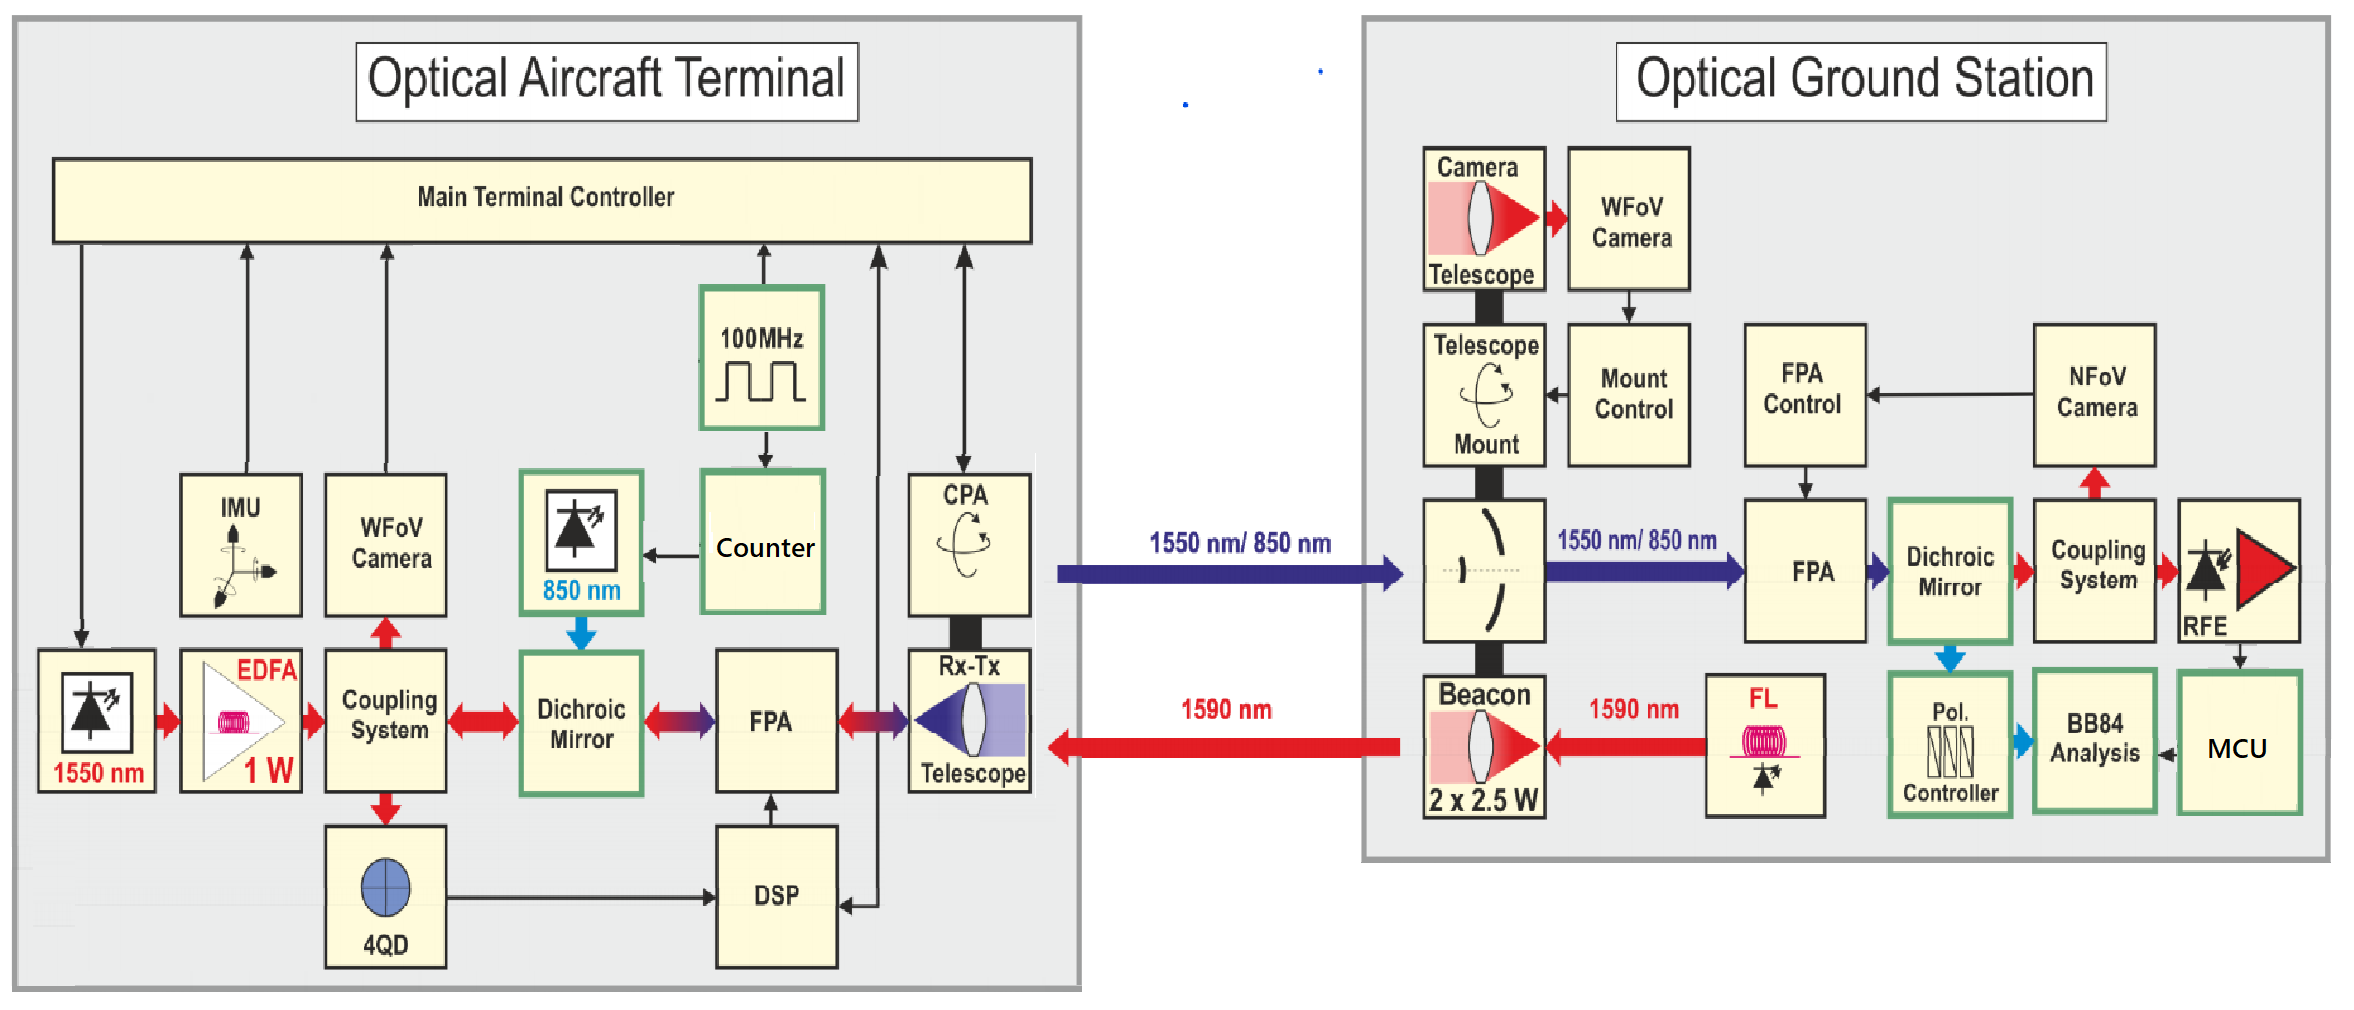 Optical Aircraft Terminal
Main Terminal Controller
100MHz
IMU
WFoV
Camera
850 nm
Counter
CPA
1550 nm
EDFA
1 W
Coupling
System
Dichroic
Mirror
FPA
Rx-Tx
Telescope
4QD
DSP
1550 nm/ 850 nm
1590 nm
Optical Ground Station
Camera
Telescope
WFoV
Camera
Telescope
Mount
Mount
Control
FPA
Control
NFoV
Camera
1550 nm/ 850 nm
FPA
Dichroic
Mirror
Coupling
System
RFE
Beacon
2 x 2.5 W
1590 nm
FL
Pol.
Controller
BB84
Analysis
MCU